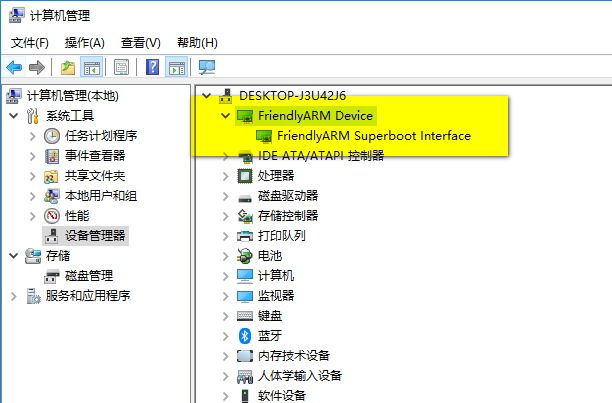 计算机管理
文件(F) 操作(A) 查看(V) 帮助(H)
计算机管理(本地)
系统工具
任务计划程序
事件查看器
共享文件夹
本地用户和组
性能
设备管理器
存储
磁盘管理
服务和应用程序
DESKTOP-J3U42J6
FriendlyARM Device
FriendlyARM Superboot Interface
IDE ATA/ATAPI 控制器
处理器
磁盘驱动器
存储控制器
打印队列
电池
计算机
监视器
键盘
蓝牙
内存技术设备
人体学输入设备
软件设备